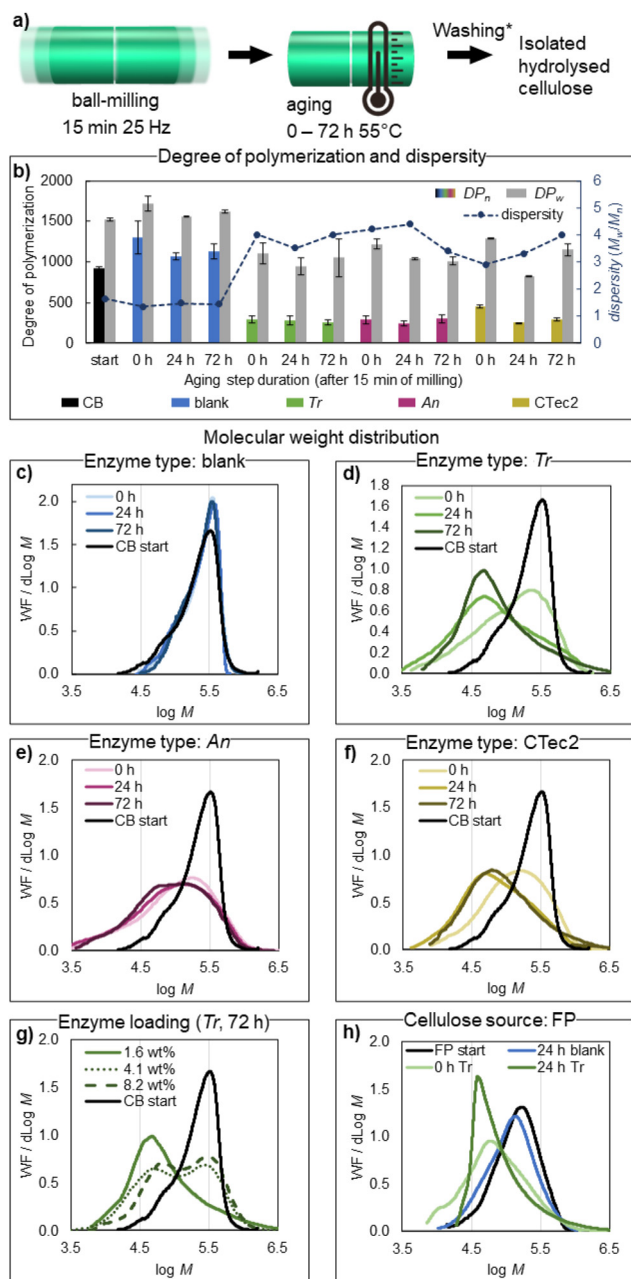 a)
ball-milling
15 min 25 Hz
aging
0 – 72 h 55°C
Washing*
Isolated
hydrolysed
cellulose
b)
Degree of polymerization and dispersity
Degree of polymerization
2000
1500
1000
500
0
DPn DPw
dispersity
6
5
4
3
2
1
0
dispersity (Mw/Mn)
start 0 h 24 h 72 h 0 h 24 h 72 h 0 h 24 h 72 h 0 h 24 h 72 h
Aging step duration (after 15 min of milling)
CB blank Tr An CTec2
Molecular weight distribution
c)
Enzyme type: blank
WF / dLog M
2.0
1.5
1.0
0.5
0.0
0 h
24 h
72 h
CB start
3.5 4.5 5.5 6.5
log M
d)
Enzyme type: Tr
WF / dLog M
1.8
1.6
1.4
1.2
1.0
0.8
0.6
0.4
0.2
0.0
0 h
24 h
72 h
CB start
3.5 4.5 5.5 6.5
log M
e)
Enzyme type: An
WF / dLog M
2.0
1.5
1.0
0.5
0.0
0 h
24 h
72 h
CB start
3.5 4.5 5.5 6.5
log M
f)
Enzyme type: CTec2
WF / dLog M
2.0
1.5
1.0
0.5
0.0
0 h
24 h
72 h
CB start
3.5 4.5 5.5 6.5
log M
g)
Enzyme loading (Tr, 72 h)
WF / dLog M
2.0
1.5
1.0
0.5
0.0
1.6 wt%
4.1 wt%
8.2 wt%
CB start
3.5 4.5 5.5 6.5
log M
h)
Cellulose source: FP
WF / dLog M
2.0
1.5
1.0
0.5
0.0
FP start 24 h blank
0 h Tr 24 h Tr
3.5 4.5 5.5 6.5
log M